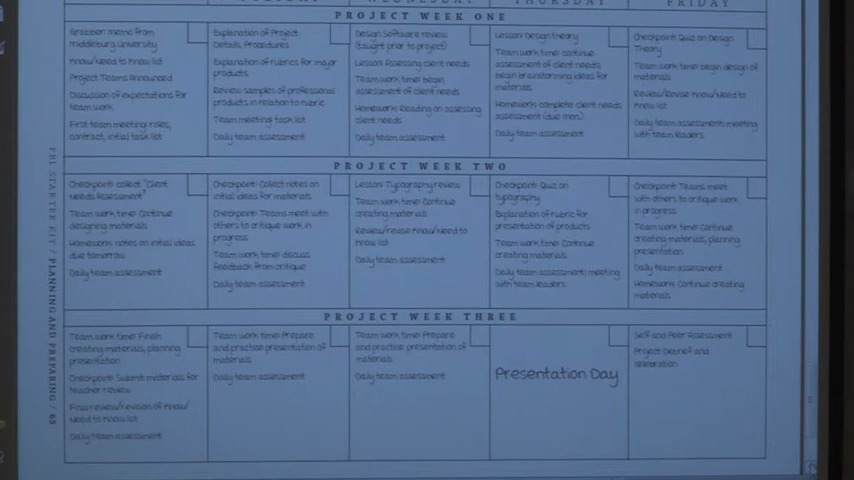 THURSDAY
FRIDAY
PROJECT WEEK ONE
memo from
Middleburg University
Know/Need to Know list
Project Teams Announced
Discussion of expectations for
team work
First team meeting: roles,
contract, initial task list
Explanation of Project
Details, Procedures
Explanation of rubrics for major
products
Review samples of professional
products in relation to rubric
Team meeting: task list
Daily team assessment
Design Software review
(taught prior to project)
Lesson: Assessing client needs
Team work time: begin
assessment of client needs
Homework: Reading on assessing
client needs
Daily team assessment
Lesson: Design theory
Team work time: continue
assessment of client needs;
begin brainstorming ideas for
materials
Homework: complete client needs
assessment (due Mon.)
Daily team assessment
Checkpoint: Quiz on Design
Theory
Team work time: begin design of
materials
Review/Revise Know/Need to
Know list
Daily team assessment: meeting
with team leaders
PROJECT WEEK TWO
Checkpoint: collect "Client
Needs Assessment"
Team work time: Continue
designing materials
Homework: notes on initial ideas
due tomorrow
Daily team assessment
Checkpoint: Collect notes on
initial ideas for materials
Checkpoint: Teams meet with
others to critique work in
progress
Team work time: discuss
feedback from critique
Daily team assessment
Lesson: Typography review
Team work time: Continue
creating materials
Review/revise Know/Need to
Know list
Daily team assessment
Checkpoint: Quiz on
typography
Explanation of rubric for
presentation of products
Team work time: Continue
creating materials
Daily team assessment: meeting
with team leaders
Checkpoint: Teams meet
with others to critique work
in progress
Team work time: Continue
creating materials, planning
presentation
Daily team assessment
Homework: Continue creating
materials
PROJECT WEEK THREE
Team work time: Finish
creating materials, planning
presentation
Checkpoint: Submit materials for
teacher review
Final review/revision of Know/
Need to Know list
Daily team assessment
Team work time: Prepare
and practice presentation of
materials
Daily team assessment
Team work time: Prepare
and practice presentation of
materials
Daily team assessment
Presentation Day
Self and Peer Assessment
Project Debrief and
celebration
PBL STARTER KIT / PLANNING AND PREPARING / 65